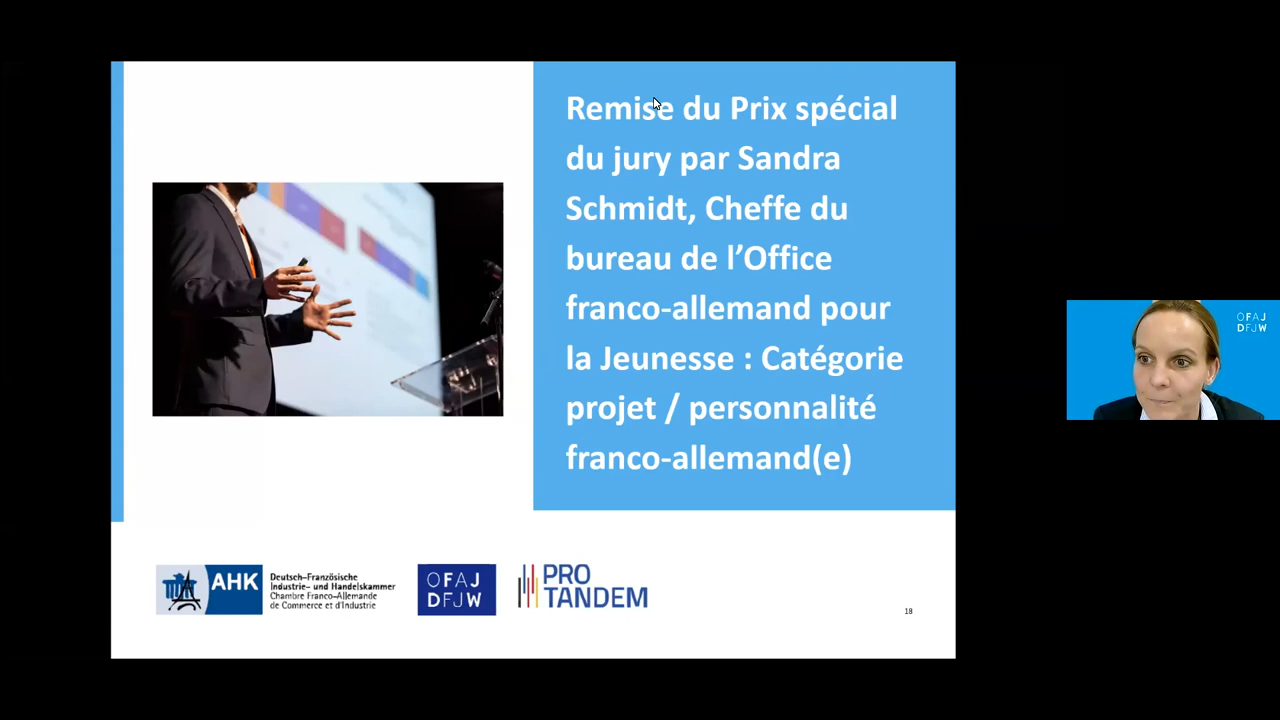 Remise du Prix spécial
du jury par Sandra
Schmidt, Cheffe du
bureau de l’Office
franco-allemand pour
la Jeunesse : Catégorie
projet / personnalité
franco-allemand(e)
OFAJ
DFJW
AHK
Deutsch-Französische
Industrie- und Handelskammer
Chambre Franco-Allemande
de Commerce et d'Industrie
OFAJ
DFJW
PRO
TANDEM
18